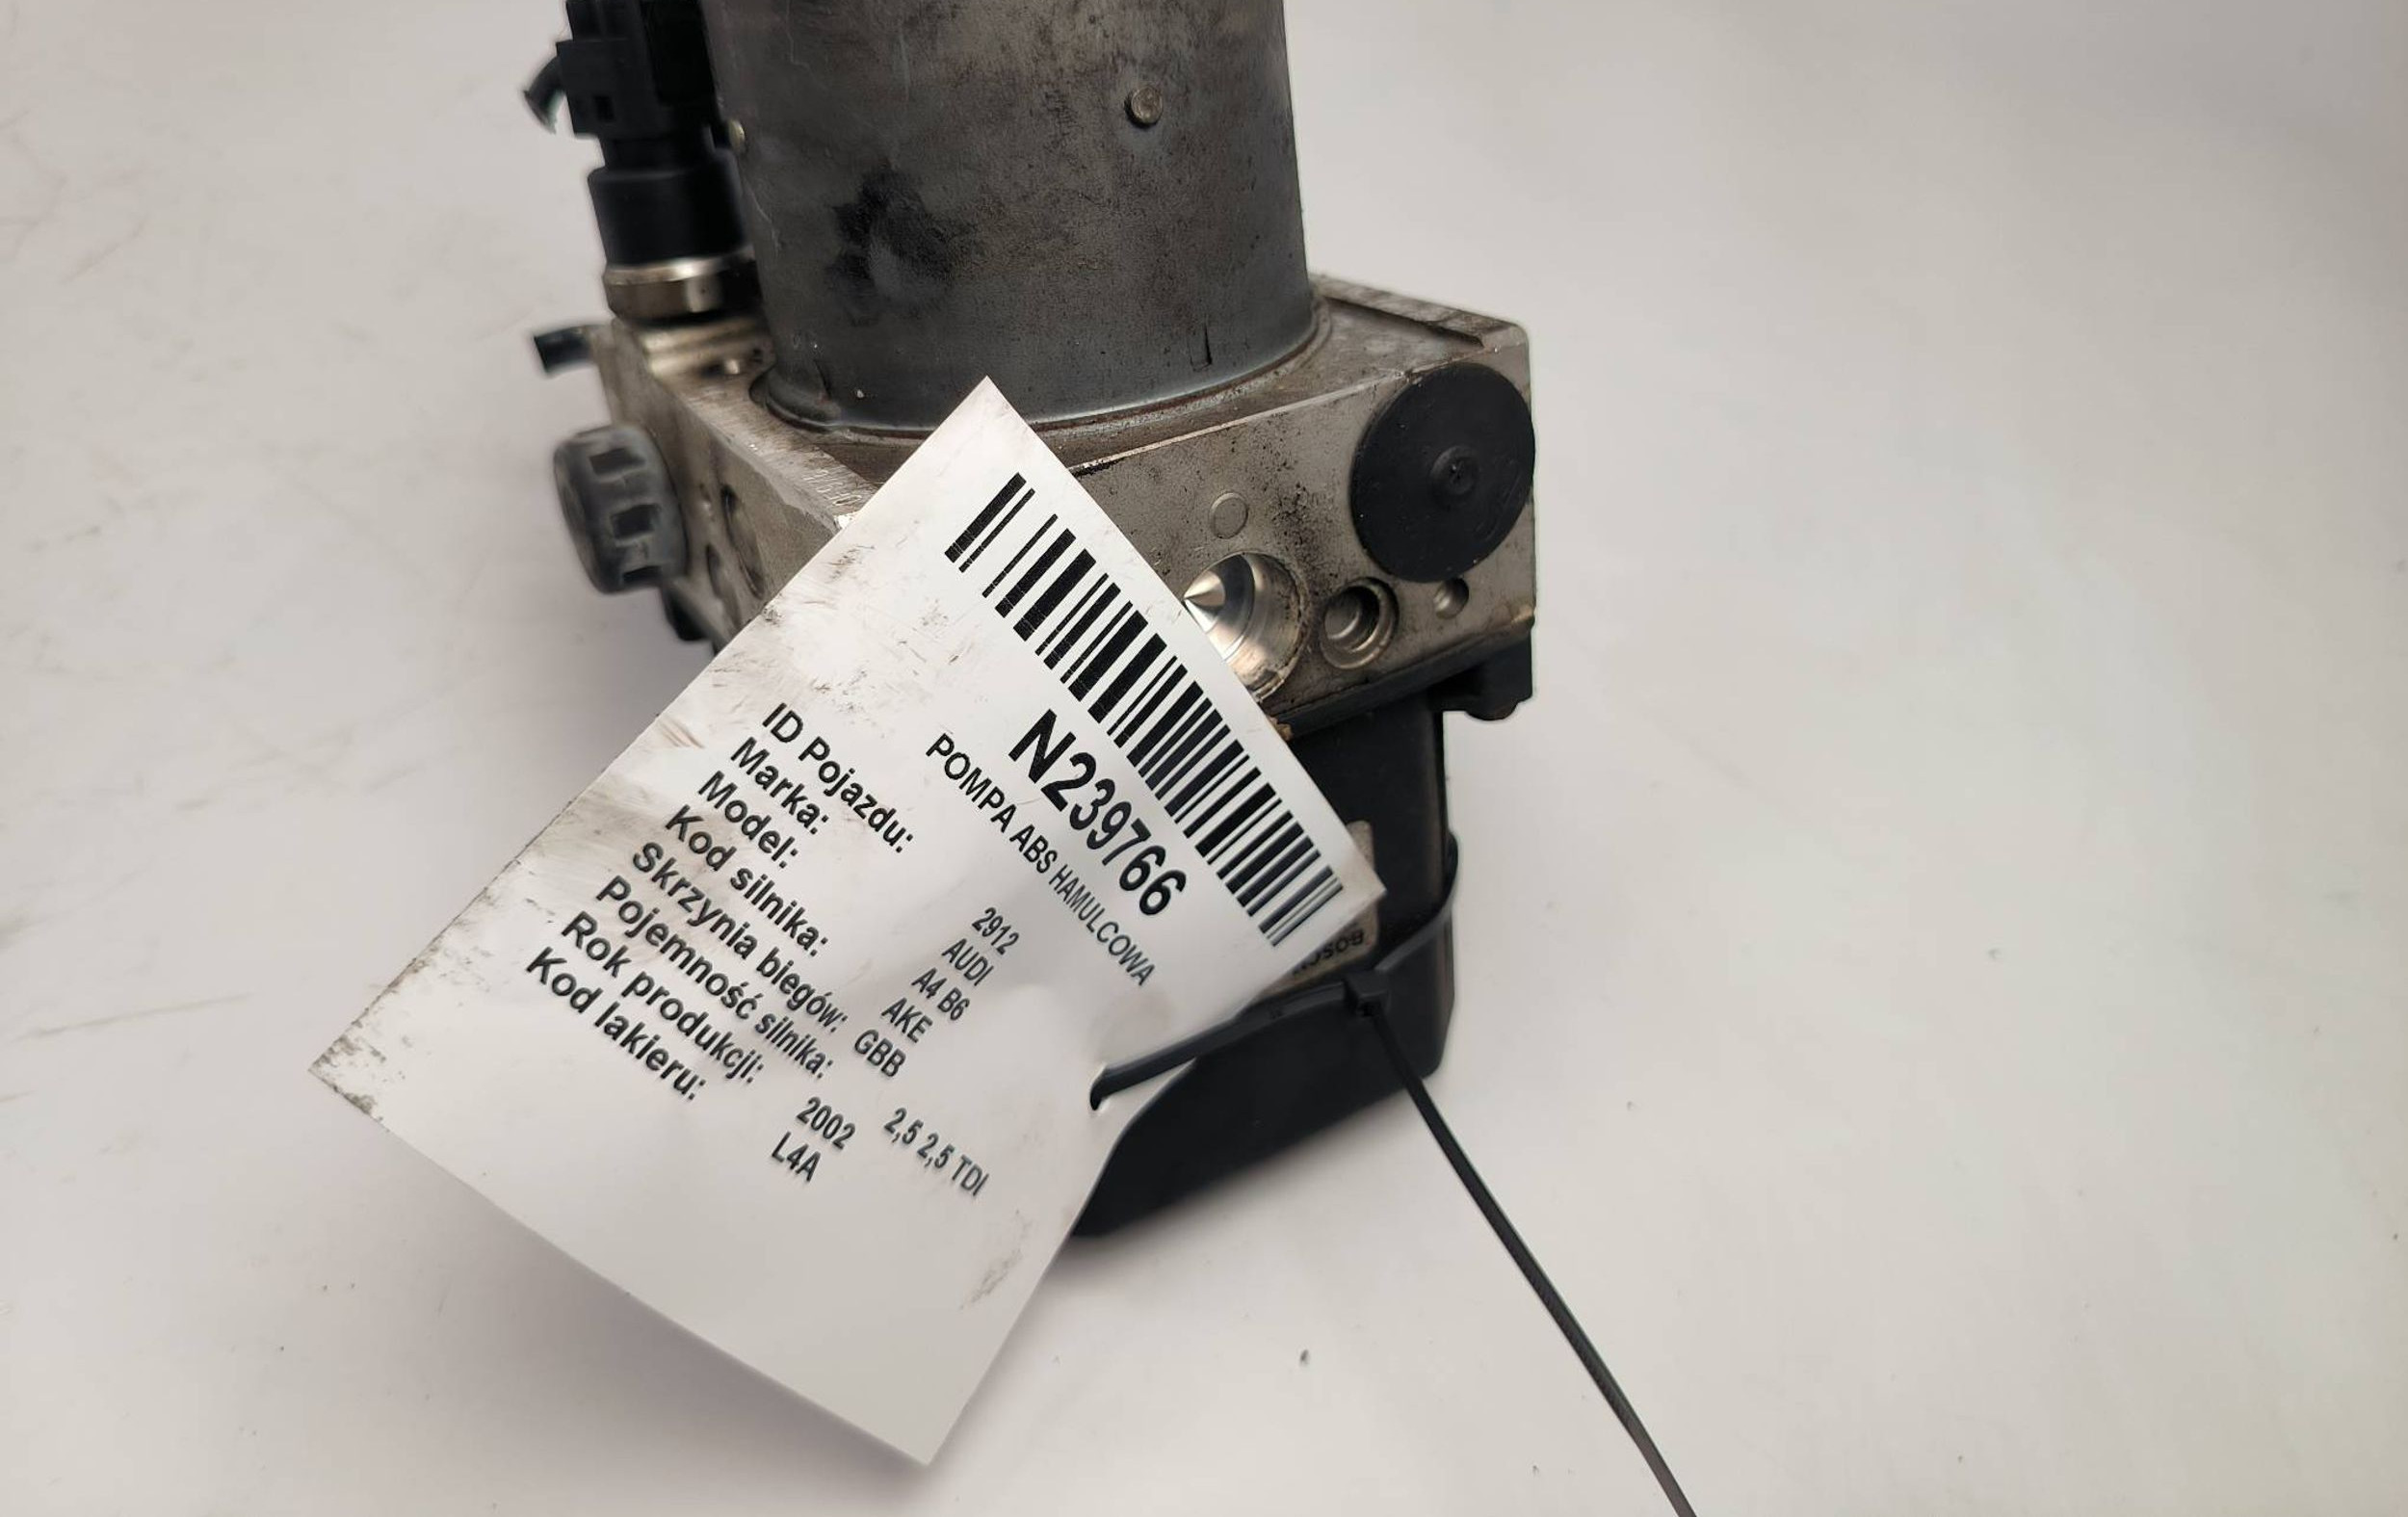 N239766
POMPA ABS HAMULCOWA
ID Pojazdu: 2912
Marka: AUDI
Model: A4 B6
Kod silnika: AKE
Skrzynia biegów: GBB
Pojemność silnika: 2,5 2,5 TDI
Rok produkcji: 2002
Kod lakieru: L4A
BOSCH